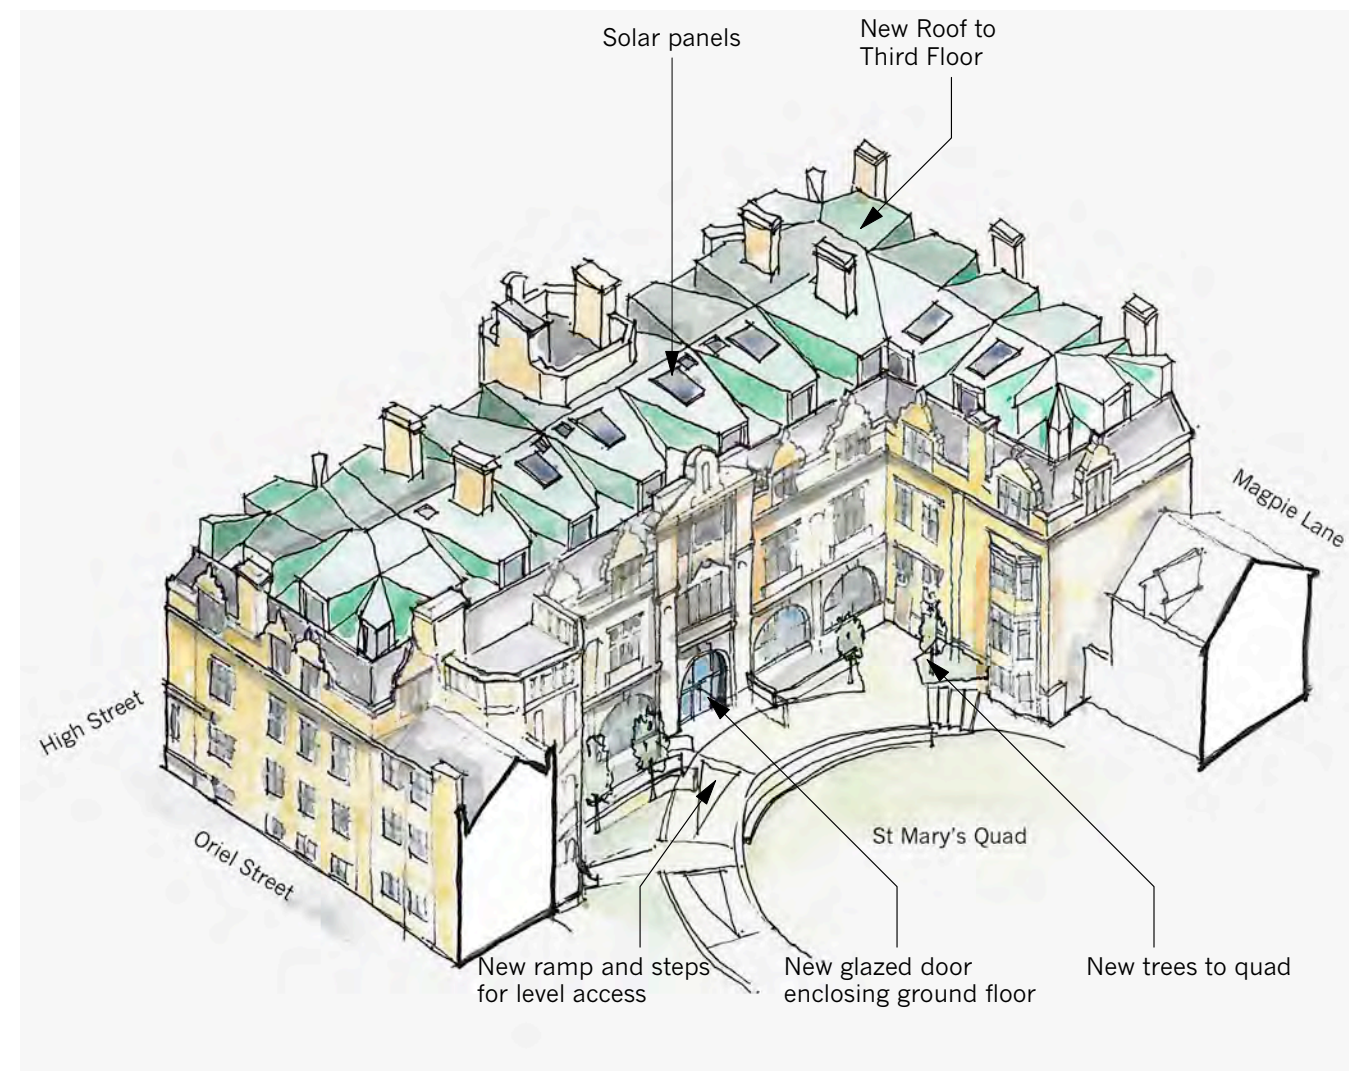 Solar panels
New Roof to
Third Floor
Magpie Lane
High Street
Oriel Street
St Mary's Quad
New ramp and steps
for level access
New glazed door
enclosing ground floor
New trees to quad